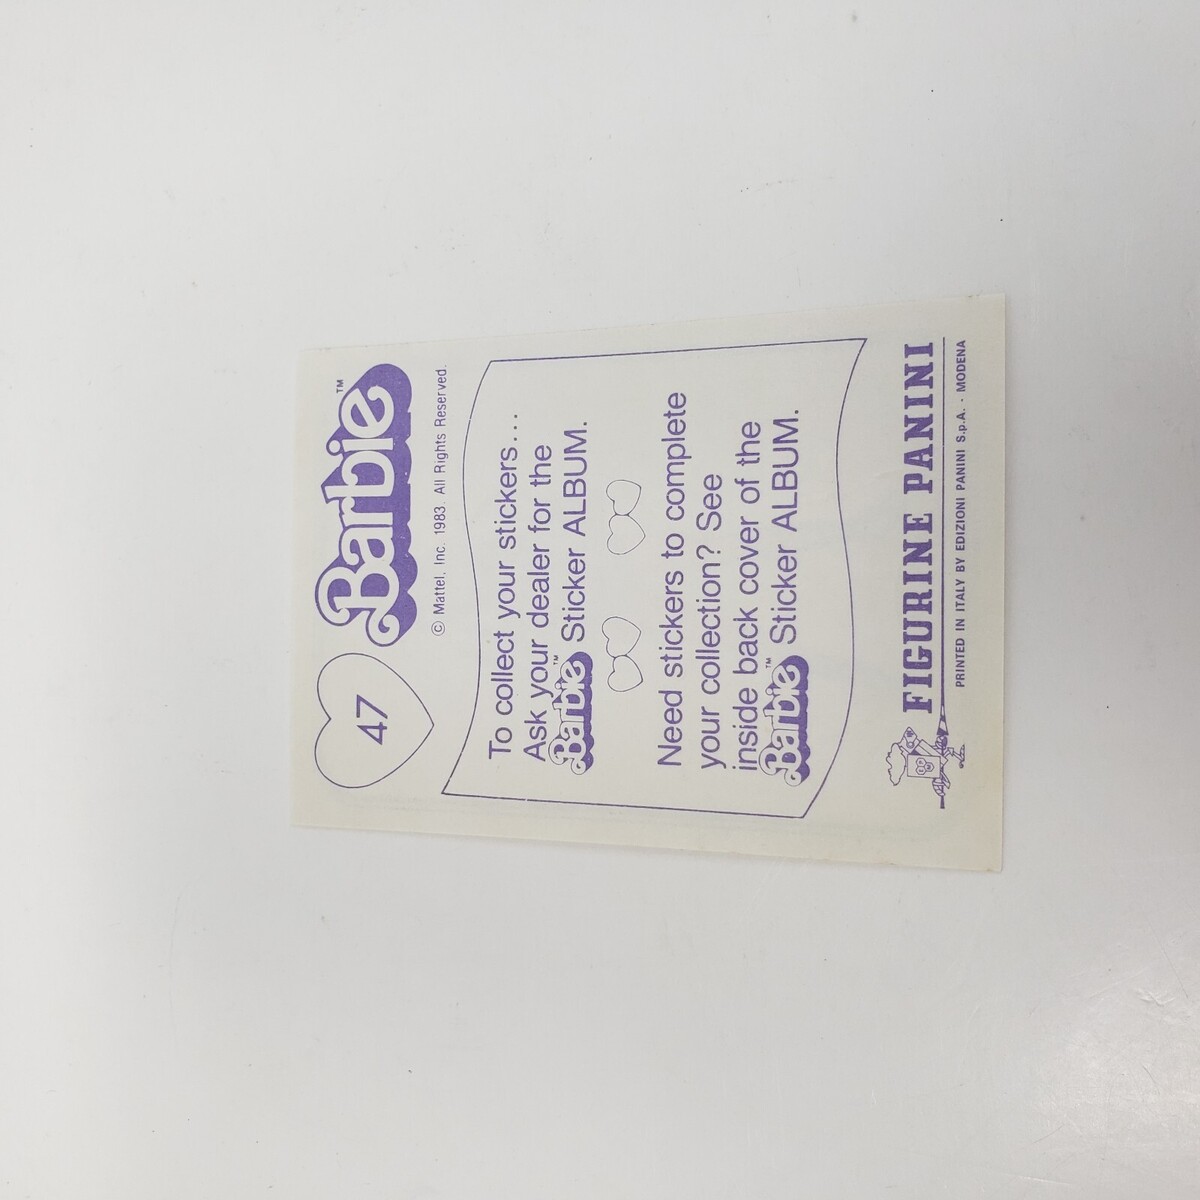 47
Barbie™
© Mattel, Inc. 1983. All Rights Reserved.
To collect your stickers...
Ask your dealer for the
Barbie™ Sticker ALBUM.
Need stickers to complete
your collection? See
inside back cover of the
Barbie™ Sticker ALBUM.
FIGURINE PANINI
PRINTED IN ITALY BY EDIZIONI PANINI S.p.A. - MODENA